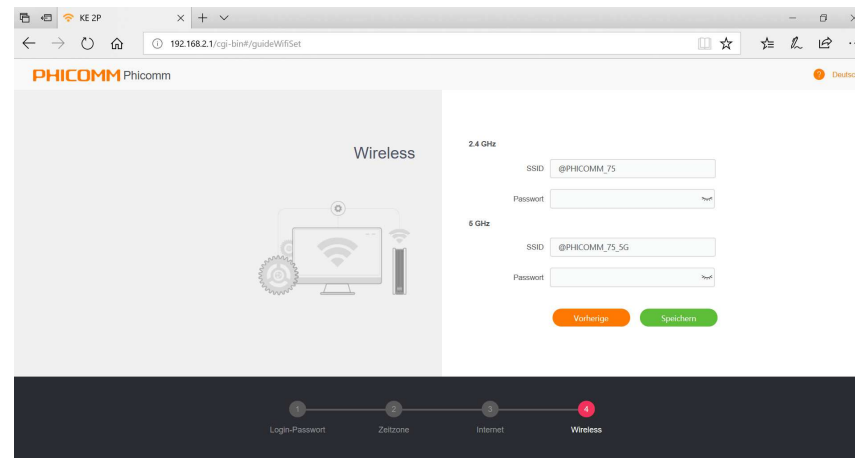 KE 2P
192.168.2.1/cgi-bin#/guideWifiSet
PHICOMM Phicomm
Wireless
2.4 GHz
SSID @PHICOMM_75
Passwort
5 GHz
SSID @PHICOMM_75_5G
Passwort
Vorherige Speichern
1 2 3 4
Login-Passwort Zeitzone Internet Wireless